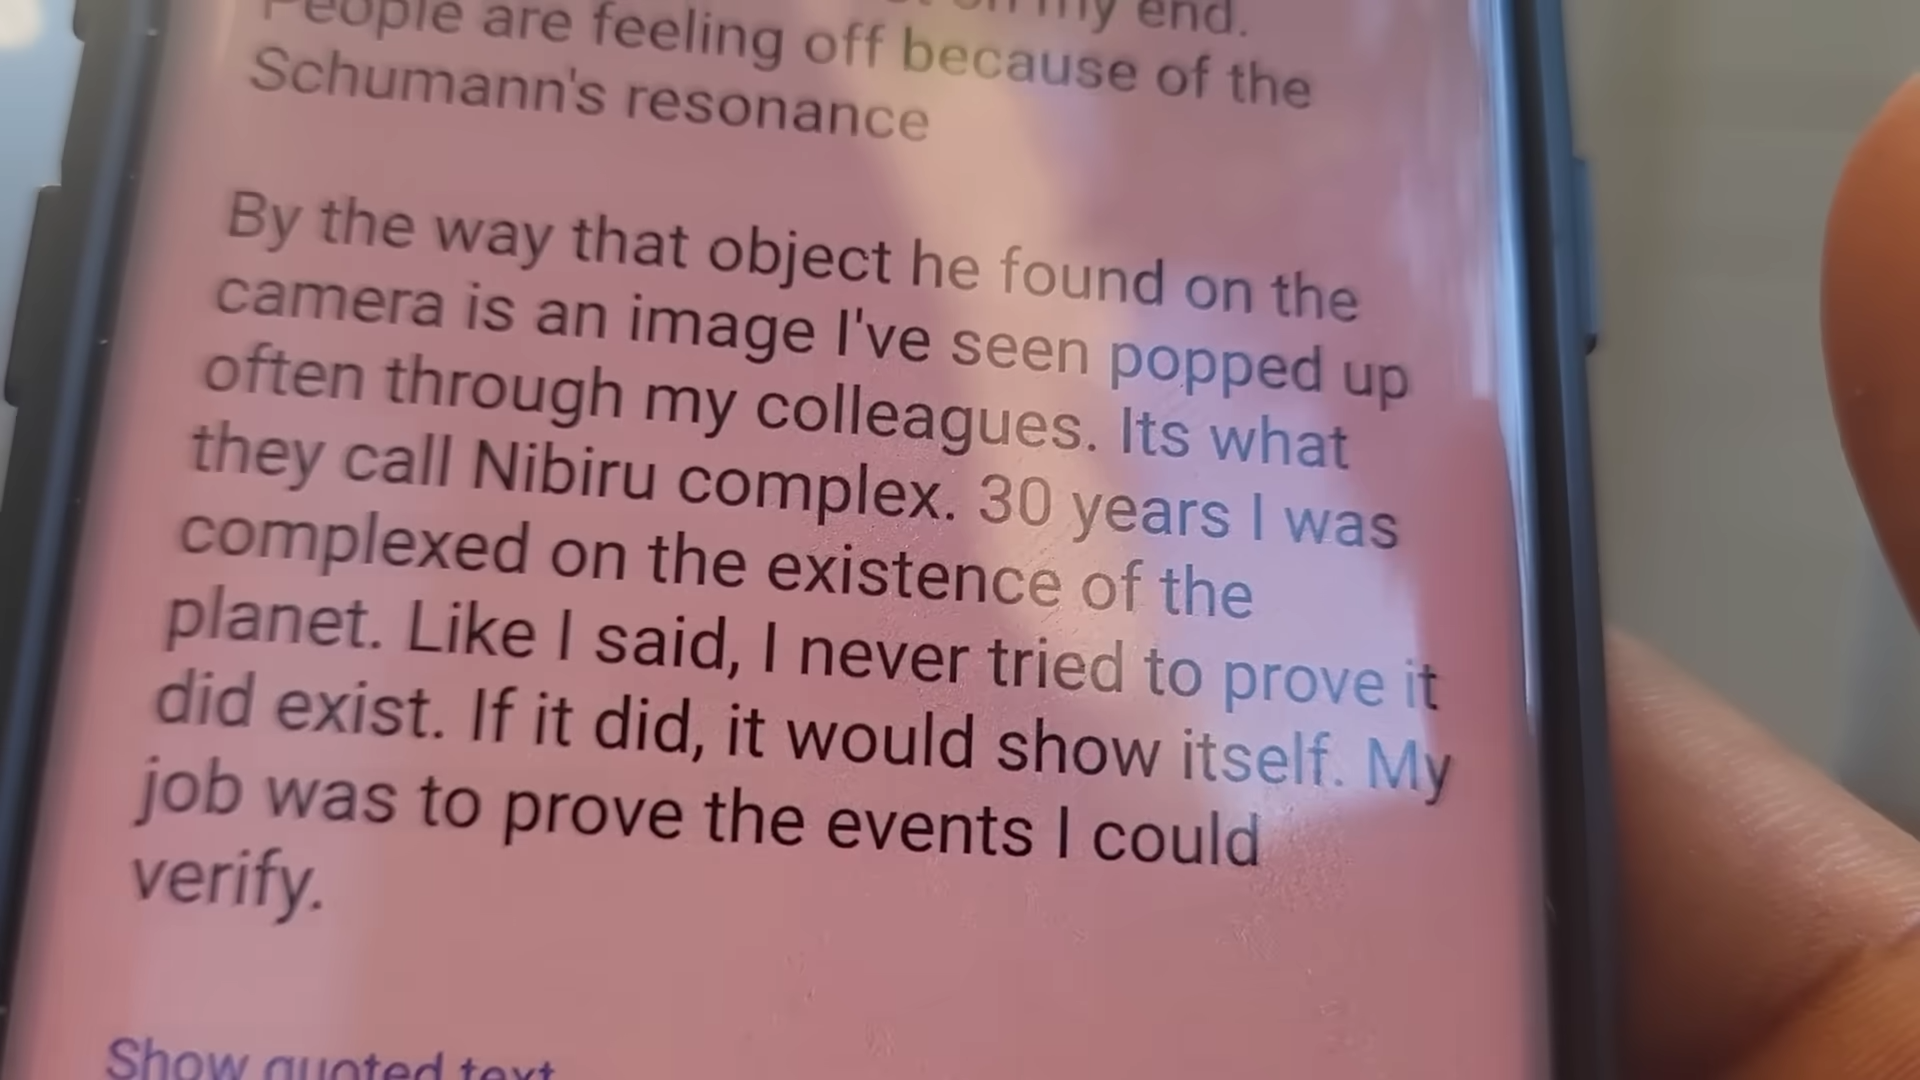 my end.
People are feeling off because of the
Schumann's resonance
By the way that object he found on the
camera is an image I've seen popped up
often through my colleagues. Its what
they call Nibiru complex. 30 years I was
complexed on the existence of the
planet. Like I said, I never tried to prove it
did exist. If it did, it would show itself. My
job was to prove the events I could
verify.
Show quoted text